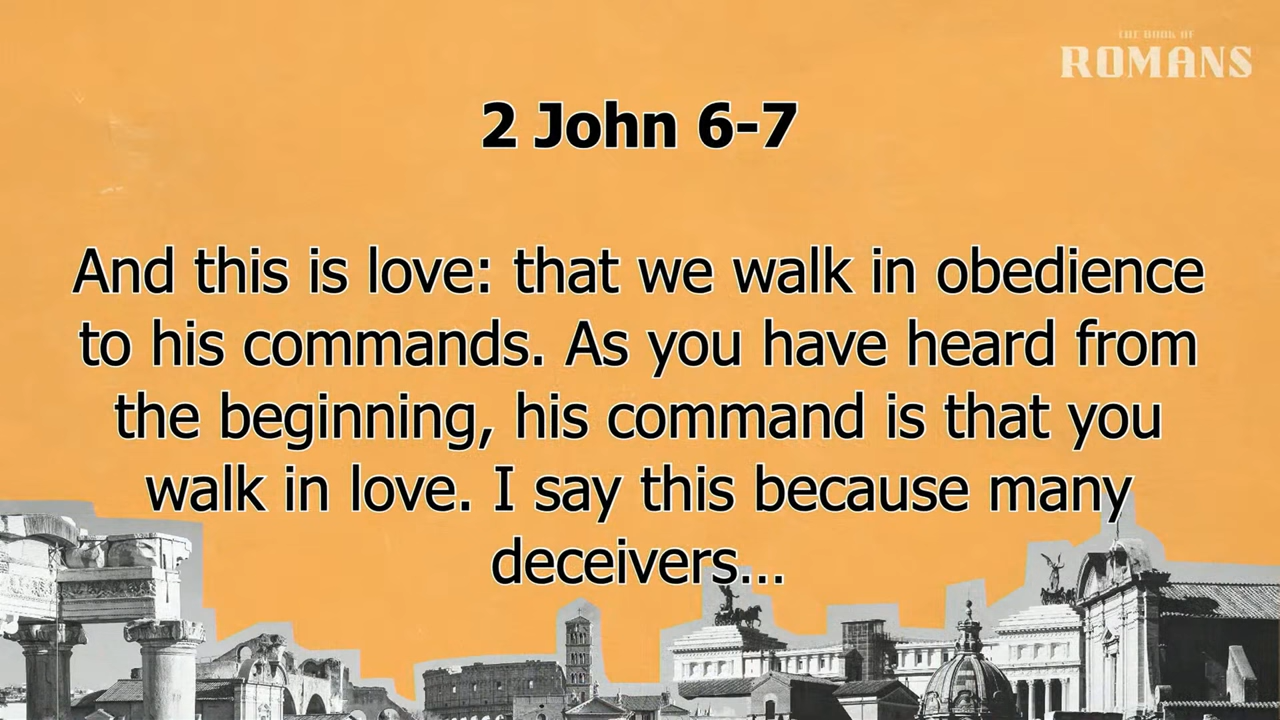 THE BOOK OF
ROMANS
2 John 6-7
And this is love: that we walk in obedience
to his commands. As you have heard from
the beginning, his command is that you
walk in love. I say this because many
deceivers...